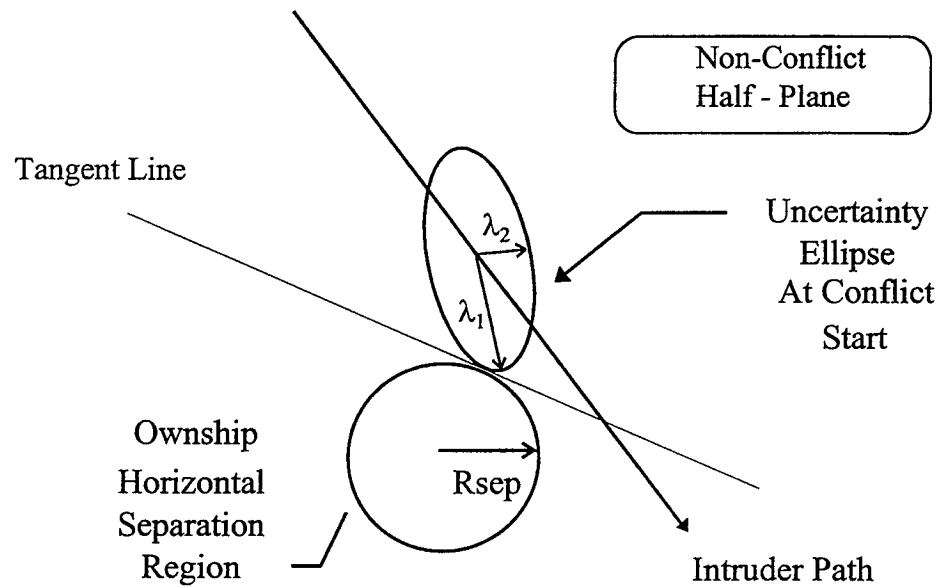 Non-Conflict
Half - Plane
Tangent Line
λ2
Uncertainty
Ellipse
At Conflict
Start
λ1
Ownship
Horizontal
Separation
Region
Rsep
Intruder Path